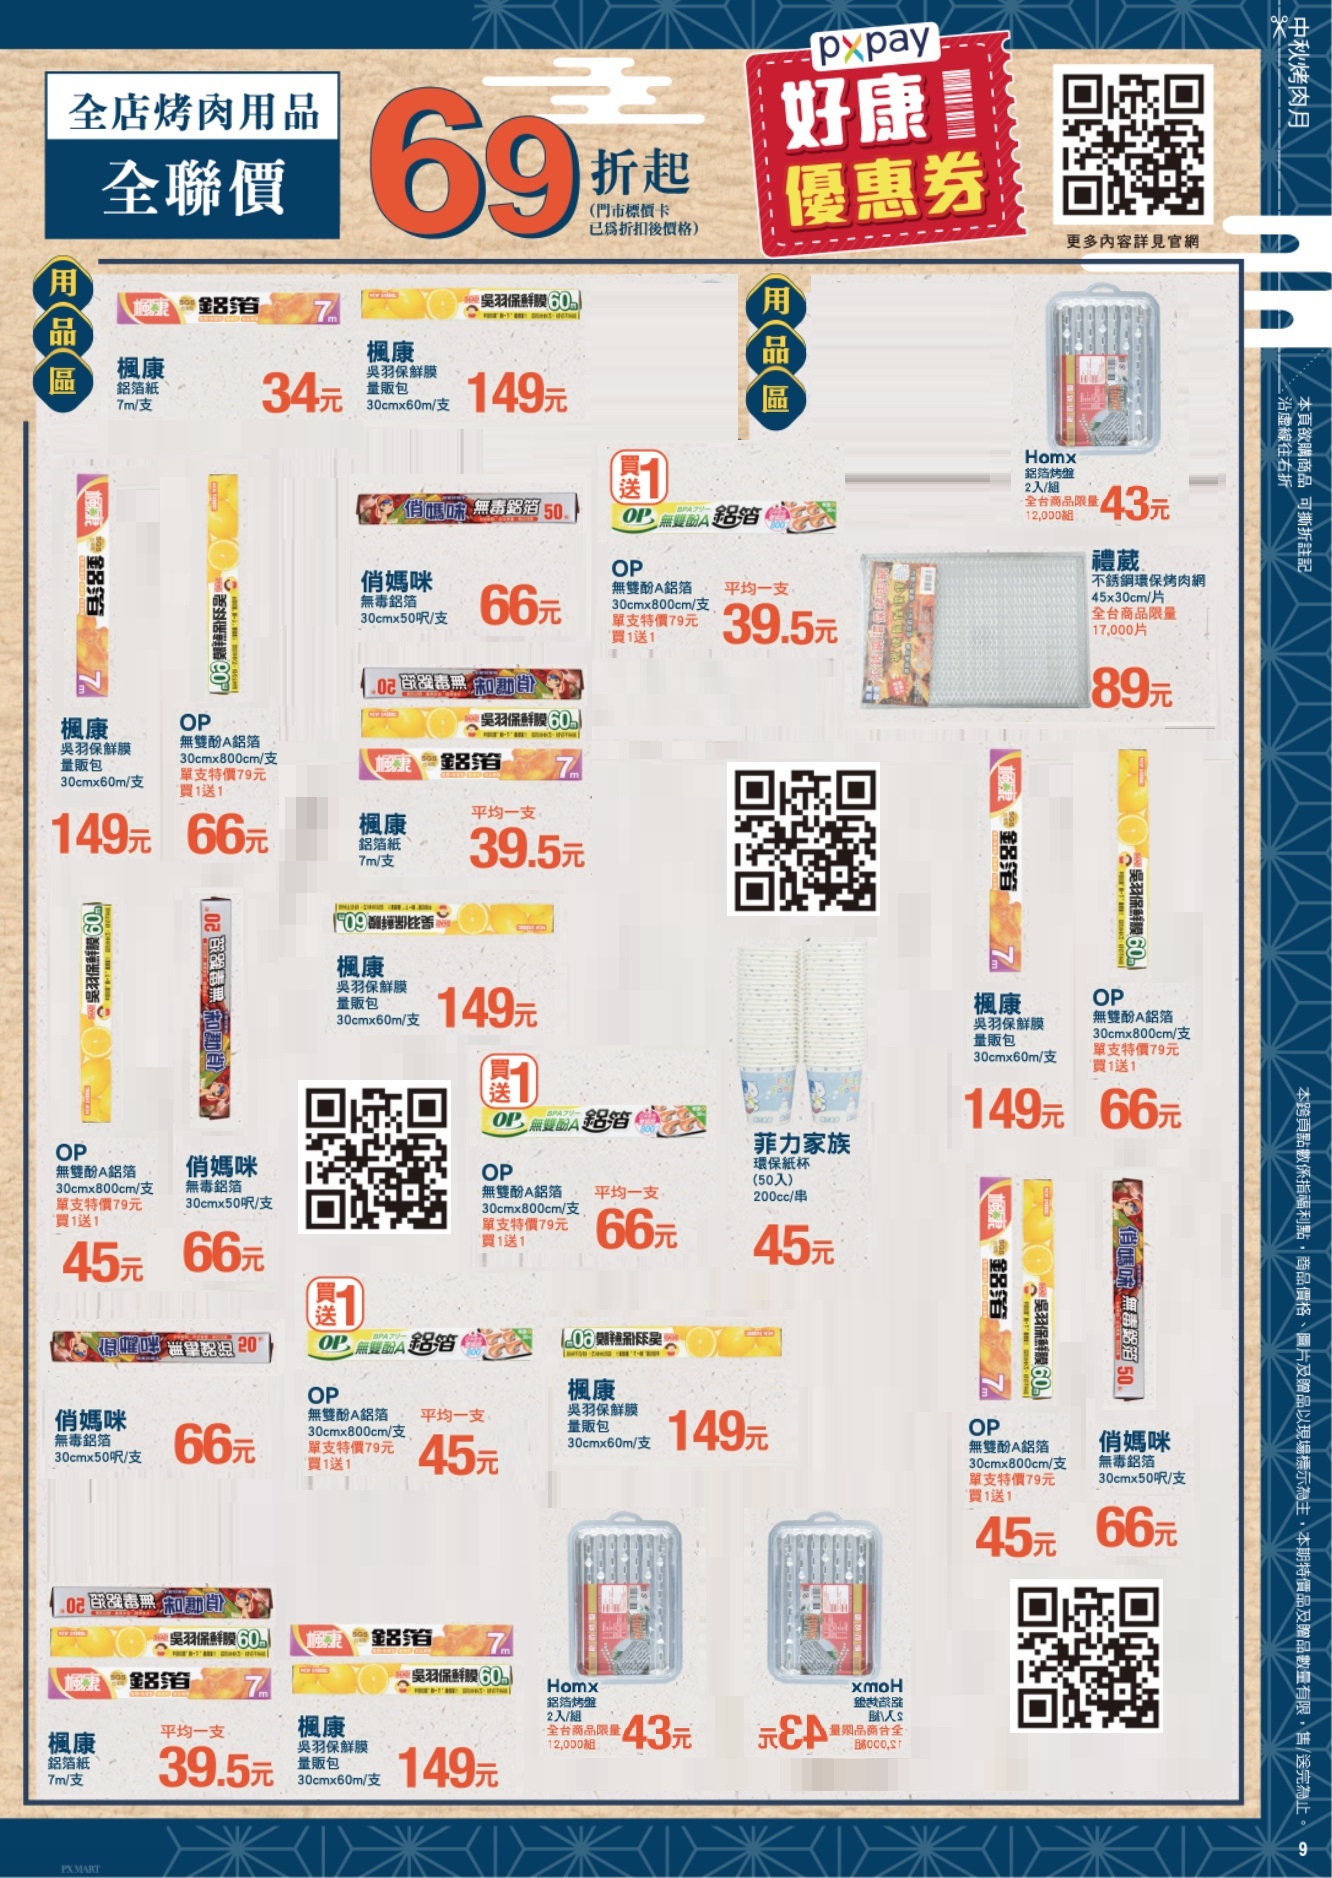 全店烤肉用品
全聯價
69折起
(門市標價卡
已為折扣後價格)
pxpay
好康
優惠券
更多內容詳見官網
中秋烤肉月
用品區
用品區
楓康
鋁箔紙
7m/支
34元
楓康
吳羽保鮮膜
量販包
30cmx60m/支
149元
Homx
鋁箔烤盤
2入/組
全台商品限量
12,000組
43元
本頁欲購商品 可撕折註記
沿虛線往右折
俏媽咪
無毒鋁箔
30cmx50呎/支
66元
買1送
OP
無雙酚A鋁箔
30cmx800cm/支
單支特價79元
買1送1
平均一支
39.5元
禮葳
不銹鋼環保烤肉網
45x30cm/片
全台商品限量
17,000片
89元
楓康
吳羽保鮮膜
量販包
30cmx60m/支
149元
OP
無雙酚A鋁箔
30cmx800cm/支
單支特價79元
買1送1
66元
楓康
鋁箔紙
7m/支
平均一支
39.5元
楓康
吳羽保鮮膜
量販包
30cmx60m/支
149元
楓康
吳羽保鮮膜
量販包
30cmx60m/支
149元
OP
無雙酚A鋁箔
30cmx800cm/支
單支特價79元
買1送1
66元
OP
無雙酚A鋁箔
30cmx800cm/支
單支特價79元
買1送1
45元
俏媽咪
無毒鋁箔
30cmx50呎/支
66元
買1送
OP
無雙酚A鋁箔
30cmx800cm/支
單支特價79元
買1送1
平均一支
66元
菲力家族
環保紙杯
(50入)
200cc/串
45元
俏媽咪
無毒鋁箔
30cmx50呎/支
66元
買1送
OP
無雙酚A鋁箔
30cmx800cm/支
單支特價79元
買1送1
平均一支
45元
楓康
吳羽保鮮膜
量販包
30cmx60m/支
149元
OP
無雙酚A鋁箔
30cmx800cm/支
單支特價79元
買1送1
45元
俏媽咪
無毒鋁箔
30cmx50呎/支
66元
楓康
鋁箔紙
7m/支
平均一支
39.5元
楓康
吳羽保鮮膜
量販包
30cmx60m/支
149元
Homx
鋁箔烤盤
2入/組
全台商品限量
12,000組
43元
Homx
鋁箔烤盤
2入/組
全台商品限量
12,000組
43元
本跨頁點數係指福利點，商品價格、圖片及贈品以現場標示為主，本期特價品及贈品數量有限，售/送完為止。
9
PX MART